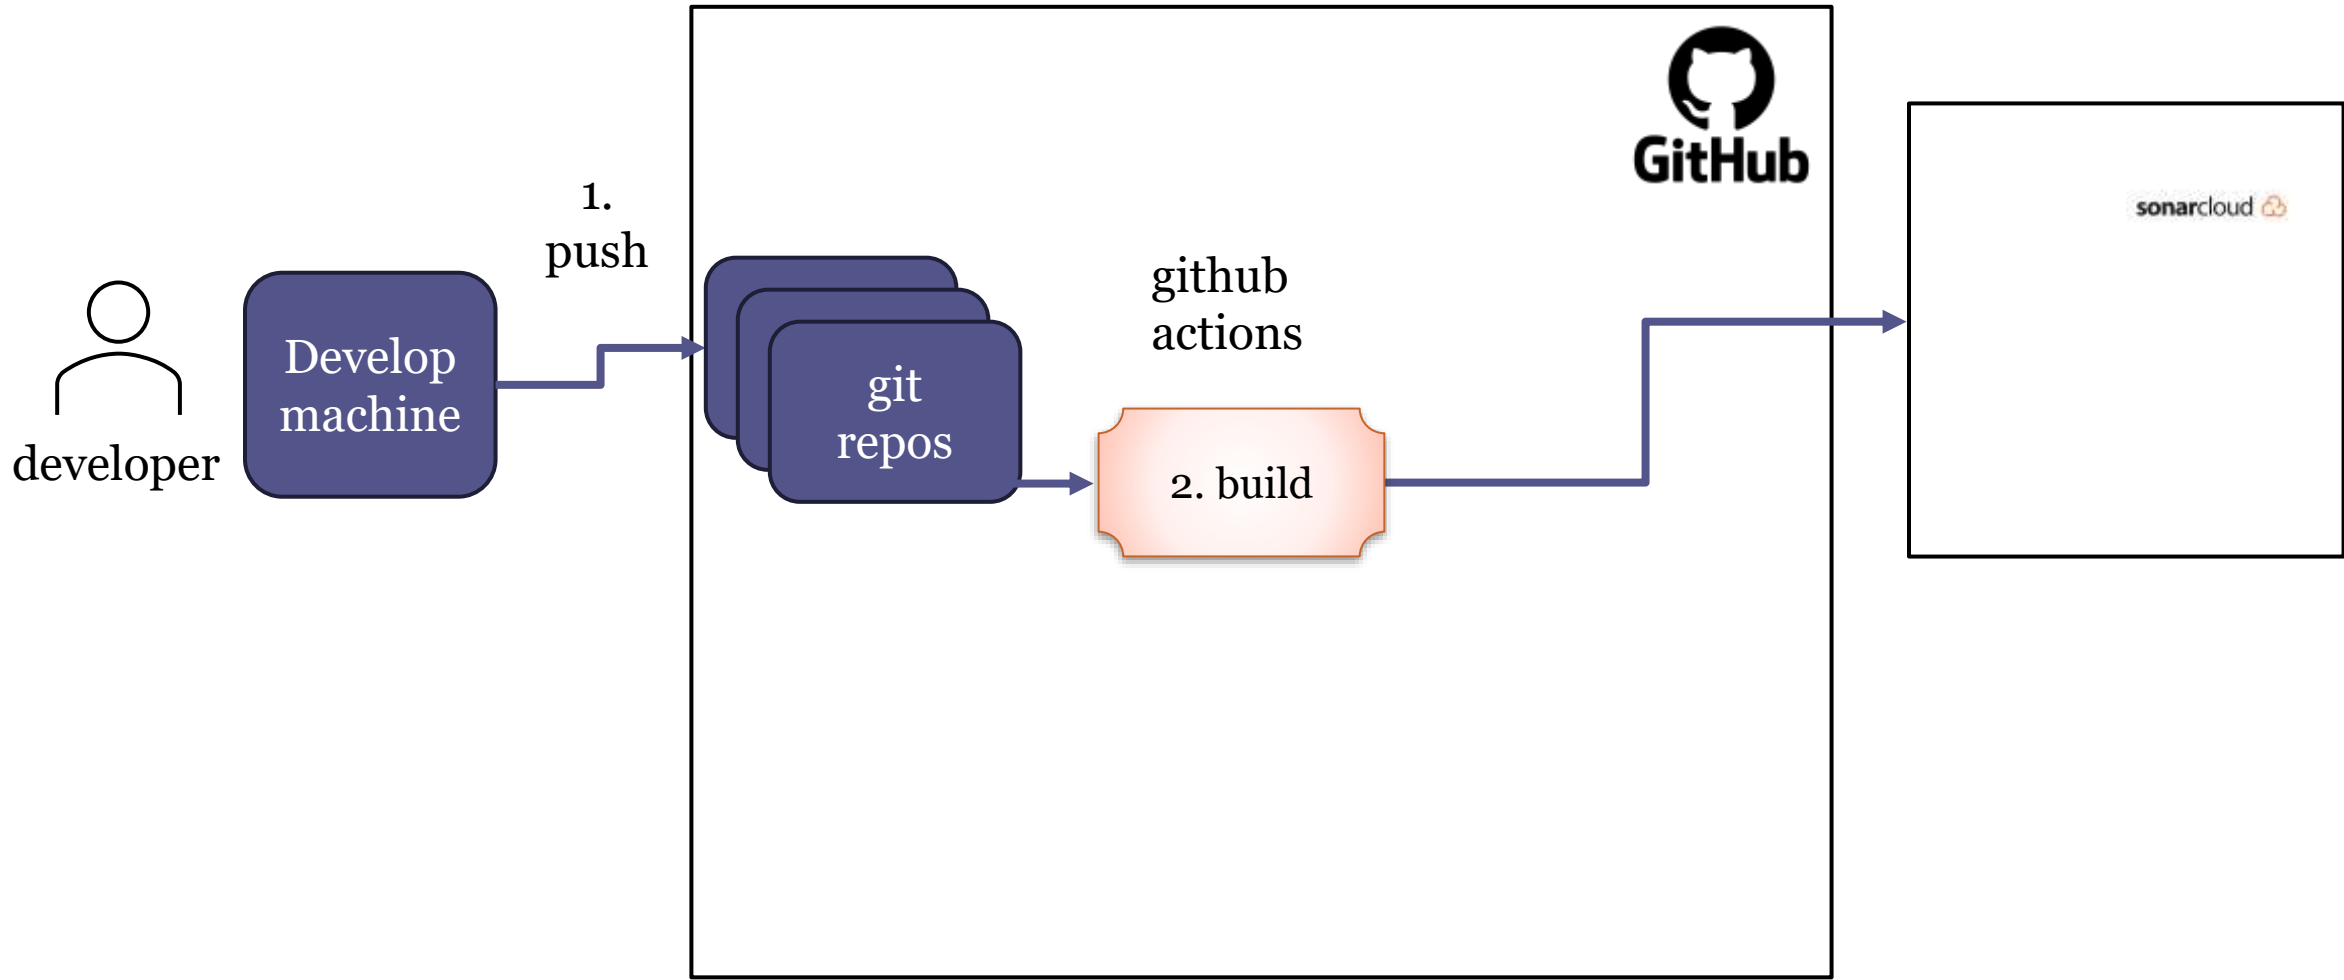 developer
Develop
machine
1.
push
git
repos
github
actions
2. build
GitHub
sonarcloud